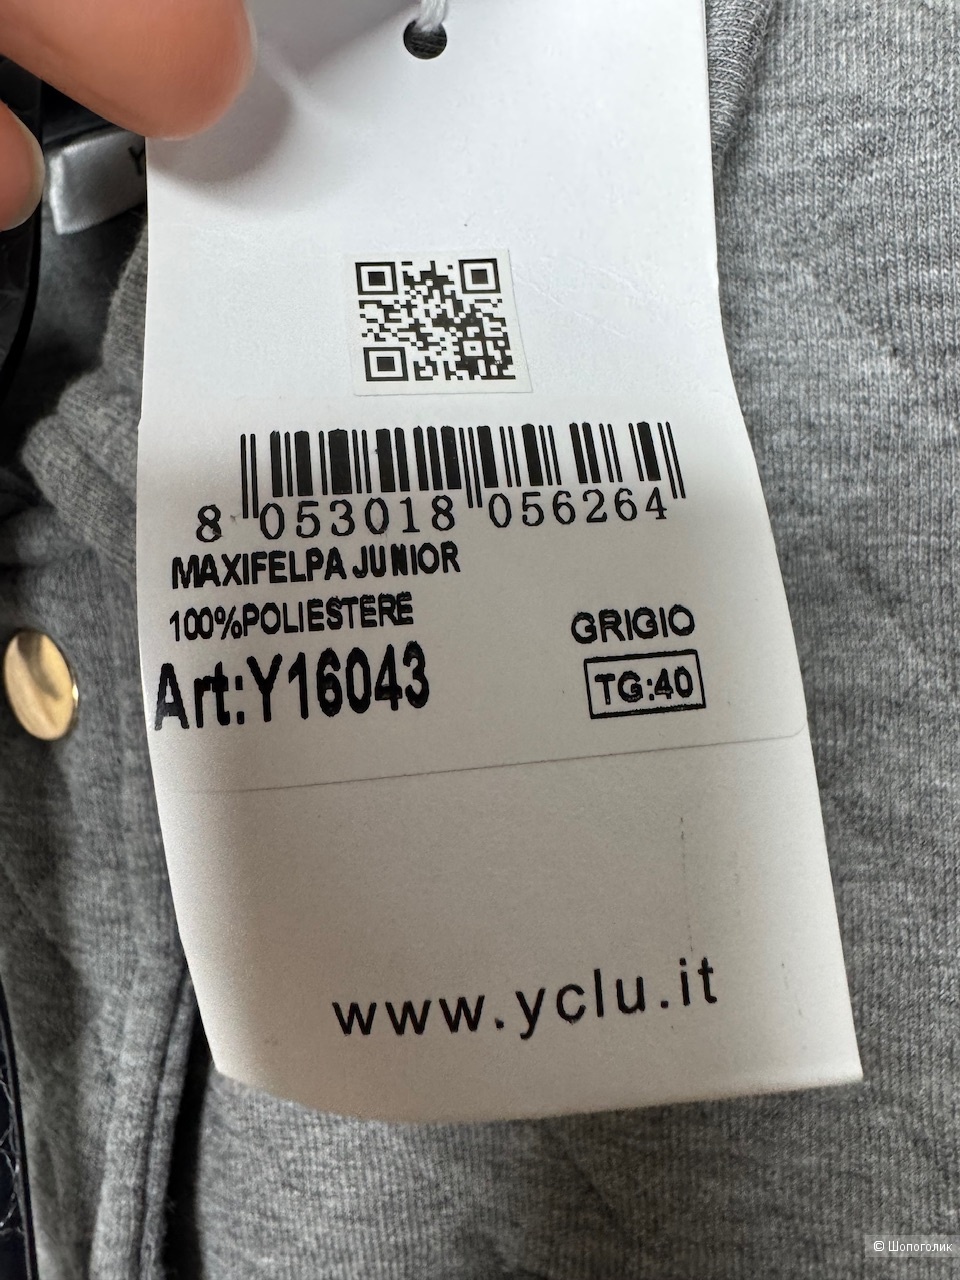 8 053018 056264
MAXIFELPA JUNIOR
100%POLIESTERE
GRIGIO
Art:Y16043
TG:40
www.yclu.it
© Шопоголик